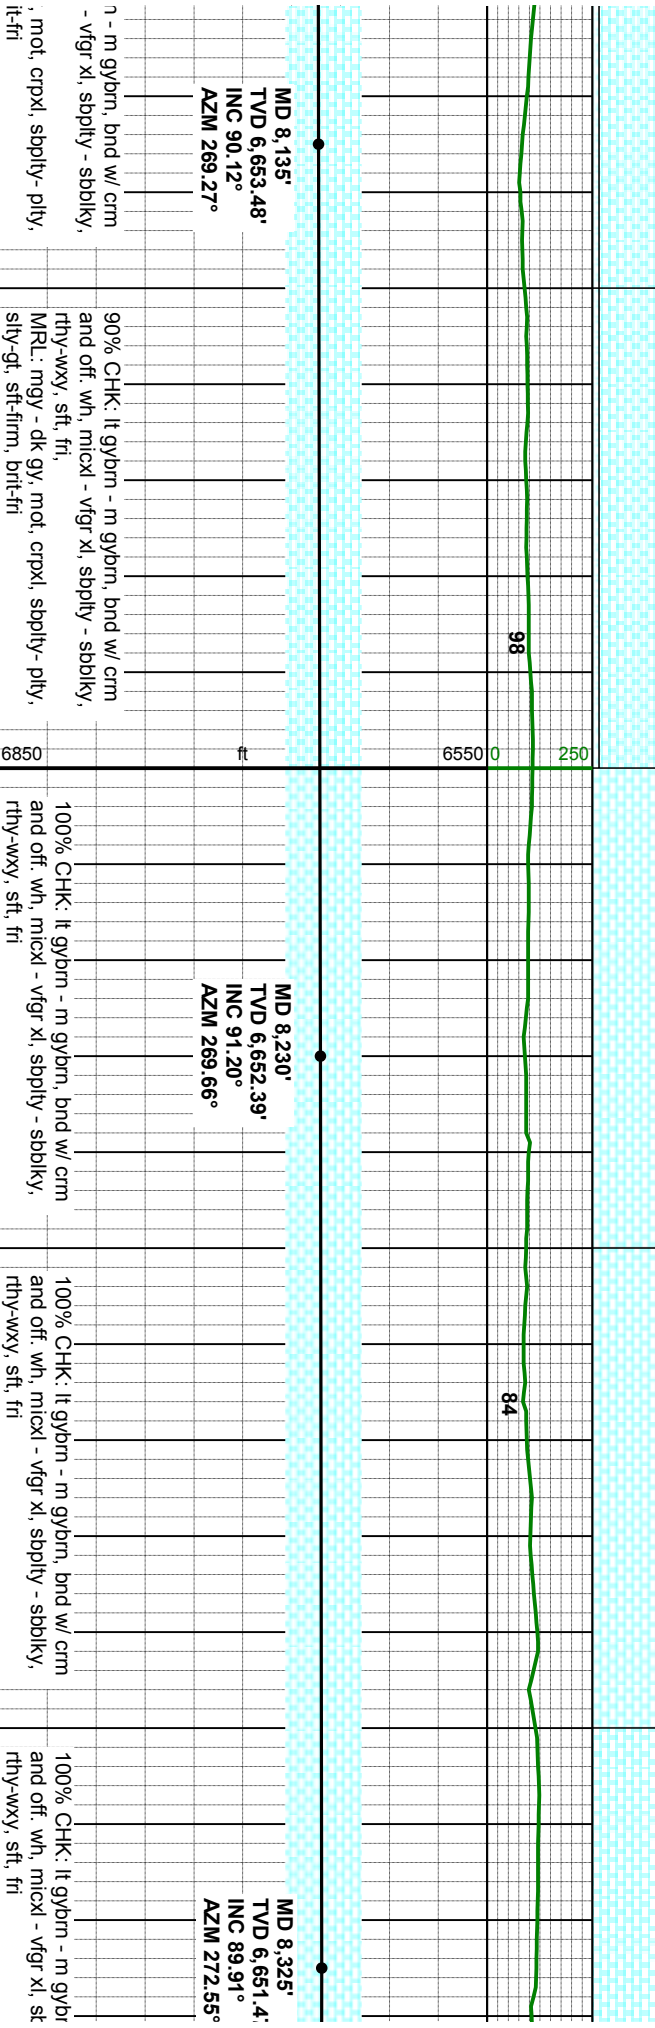 n - m gybrn, bnd w/ crm
- vfgr xl, sbplty - sbblky,
, mot, crpxl, sbplty- plty,
it-fri
MD 8,135'
TVD 6,653.48'
INC 90.12°
AZM 269.27°
90% CHK: lt gybrn - m gybrn, bnd w/ crm
and off. wh, micxl - vfgr xl, sbplty - sbblky,
rthy-wxy, sft, fri,
MRL: mgy - dk gy, mot, crpxl, sbplty- plty,
slty-gt, sft-firm, brit-fri
98
6850 ft 6550 0 250
100% CHK: lt gybrn - m gybrn, bnd w/ crm
and off. wh, micxl - vfgr xl, sbplty - sbblky,
rthy-wxy, sft, fri
MD 8,230'
TVD 6,652.39'
INC 91.20°
AZM 269.66°
100% CHK: lt gybrn - m gybrn, bnd w/ crm
and off. wh, micxl - vfgr xl, sbplty - sbblky,
rthy-wxy, sft, fri
84
100% CHK: lt gybrn - m gybr
and off. wh, micxl - vfgr xl, sb
rthy-wxy, sft, fri
MD 8,325'
TVD 6,651.47
INC 89.91°
AZM 272.55°